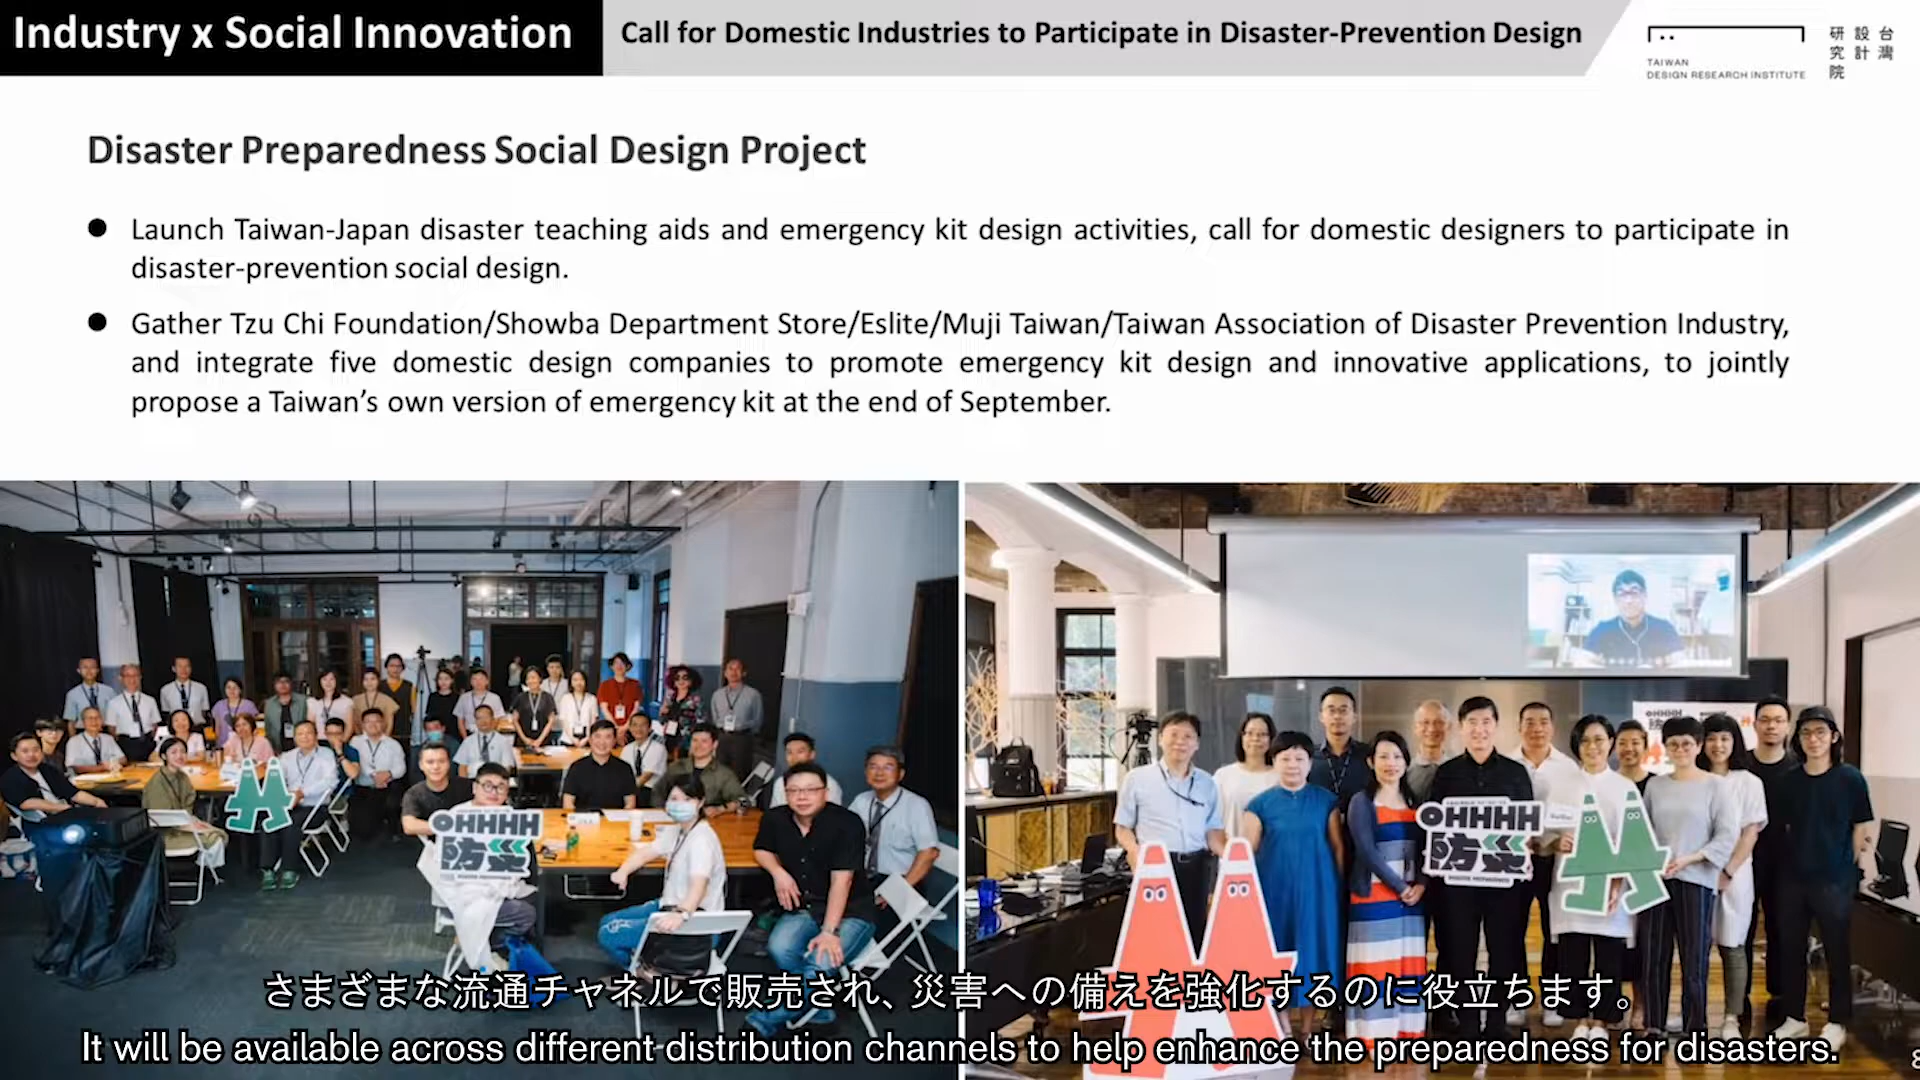 Industry x Social Innovation
Call for Domestic Industries to Participate in Disaster-Prevention Design
TAIWAN
DESIGN RESEARCH INSTITUTE
台灣
設計
研究院
Disaster Preparedness Social Design Project
● Launch Taiwan-Japan disaster teaching aids and emergency kit design activities, call for domestic designers to participate in
disaster-prevention social design.
● Gather Tzu Chi Foundation/Showba Department Store/Eslite/Muji Taiwan/Taiwan Association of Disaster Prevention Industry,
and integrate five domestic design companies to promote emergency kit design and innovative applications, to jointly
propose a Taiwan’s own version of emergency kit at the end of September.
OHHHH
防災
OHHHH
防災
OHHHH
さまざまな流通チャネルで販売され、災害への備えを強化するのに役立ちます。
It will be available across different distribution channels to help enhance the preparedness for disasters.
8